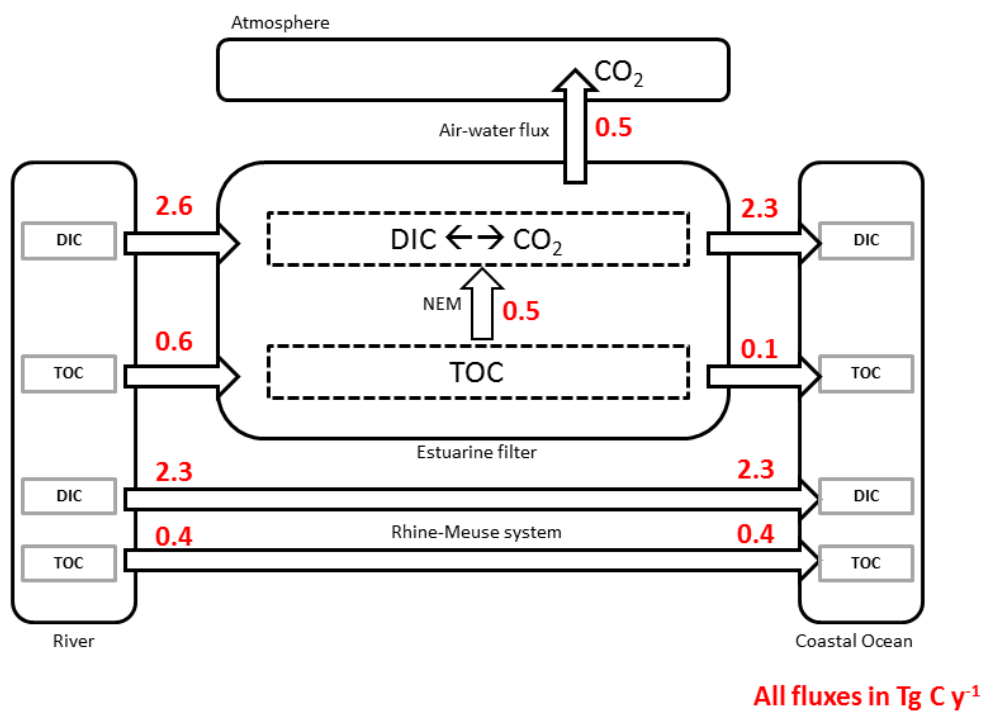 Atmosphere
CO2
Air-water flux
0.5
2.6
2.3
DIC
DIC CO2
DIC
NEM
0.5
0.6
0.1
TOC
TOC
TOC
Estuarine filter
2.3
2.3
DIC
DIC
0.4
Rhine-Meuse system
0.4
TOC
TOC
River
Coastal Ocean
All fluxes in Tg C y-1